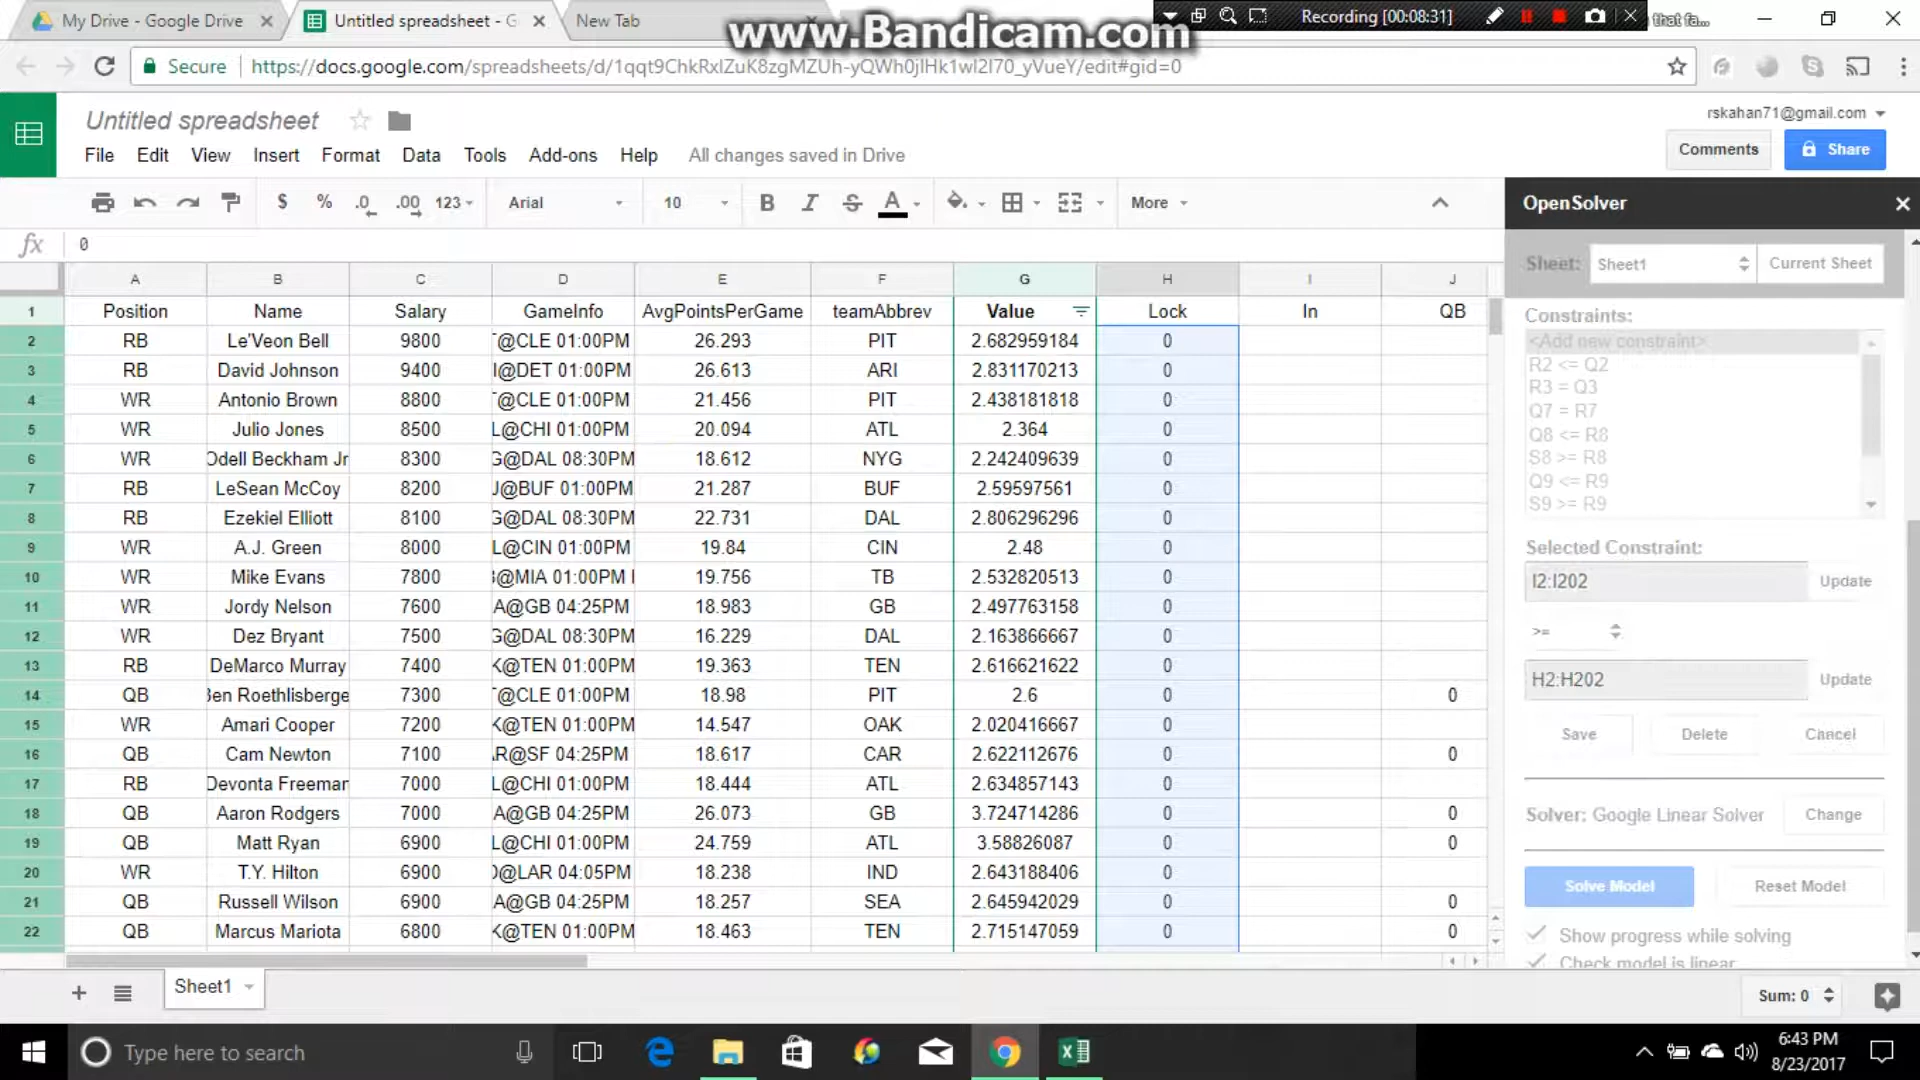 My Drive - Google Drive
Untitled spreadsheet - G
New Tab
www.Bandicam.com
Recording [00:08:31]
that fa...
Secure
https://docs.google.com/spreadsheets/d/1qqt9ChkRxIZuK8zgMZUh-yQWh0jIHk1wl2I70_yVueY/edit#gid=0
Untitled spreadsheet
rskahan71@gmail.com
File Edit View Insert Format Data Tools Add-ons Help All changes saved in Drive
Comments
Share
$ % .0 .00 123 Arial 10 B I S A More
fx 0
A B C D E F G H I J
1 Position Name Salary GameInfo AvgPointsPerGame teamAbbrev Value Lock In QB
2 RB Le'Veon Bell 9800 @CLE 01:00PM 26.293 PIT 2.682959184 0
3 RB David Johnson 9400 I@DET 01:00PM 26.613 ARI 2.831170213 0
4 WR Antonio Brown 8800 @CLE 01:00PM 21.456 PIT 2.438181818 0
5 WR Julio Jones 8500 L@CHI 01:00PM 20.094 ATL 2.364 0
6 WR Odell Beckham Jr 8300 G@DAL 08:30PM 18.612 NYG 2.242409639 0
7 RB LeSean McCoy 8200 J@BUF 01:00PM 21.287 BUF 2.59597561 0
8 RB Ezekiel Elliott 8100 G@DAL 08:30PM 22.731 DAL 2.806296296 0
9 WR A.J. Green 8000 L@CIN 01:00PM 19.84 CIN 2.48 0
10 WR Mike Evans 7800 @MIA 01:00PM 19.756 TB 2.532820513 0
11 WR Jordy Nelson 7600 A@GB 04:25PM 18.983 GB 2.497763158 0
12 WR Dez Bryant 7500 G@DAL 08:30PM 16.229 DAL 2.163866667 0
13 RB DeMarco Murray 7400 K@TEN 01:00PM 19.363 TEN 2.616621622 0
14 QB Ben Roethlisberge 7300 @CLE 01:00PM 18.98 PIT 2.6 0 0
15 WR Amari Cooper 7200 K@TEN 01:00PM 14.547 OAK 2.020416667 0
16 QB Cam Newton 7100 R@SF 04:25PM 18.617 CAR 2.622112676 0 0
17 RB Devonta Freeman 7000 L@CHI 01:00PM 18.444 ATL 2.634857143 0
18 QB Aaron Rodgers 7000 A@GB 04:25PM 26.073 GB 3.724714286 0 0
19 QB Matt Ryan 6900 L@CHI 01:00PM 24.759 ATL 3.58826087 0 0
20 WR T.Y. Hilton 6900 @LAR 04:05PM 18.238 IND 2.643188406 0
21 QB Russell Wilson 6900 A@GB 04:25PM 18.257 SEA 2.645942029 0 0
22 QB Marcus Mariota 6800 K@TEN 01:00PM 18.463 TEN 2.715147059 0 0
OpenSolver
Sheet: Sheet1 Current Sheet
Constraints:
<Add new constraint>
R2 <= Q2
R3 = Q3
Q7 = R7
Q8 <= R8
S8 >= R8
Q9 <= R9
S9 >= R9
Selected Constraint:
I2:I202 Update
>=
H2:H202 Update
Save Delete Cancel
Solver: Google Linear Solver Change
Solve Model Reset Model
Show progress while solving
Check model is linear
Sheet1
Sum: 0
Type here to search
6:43 PM
8/23/2017